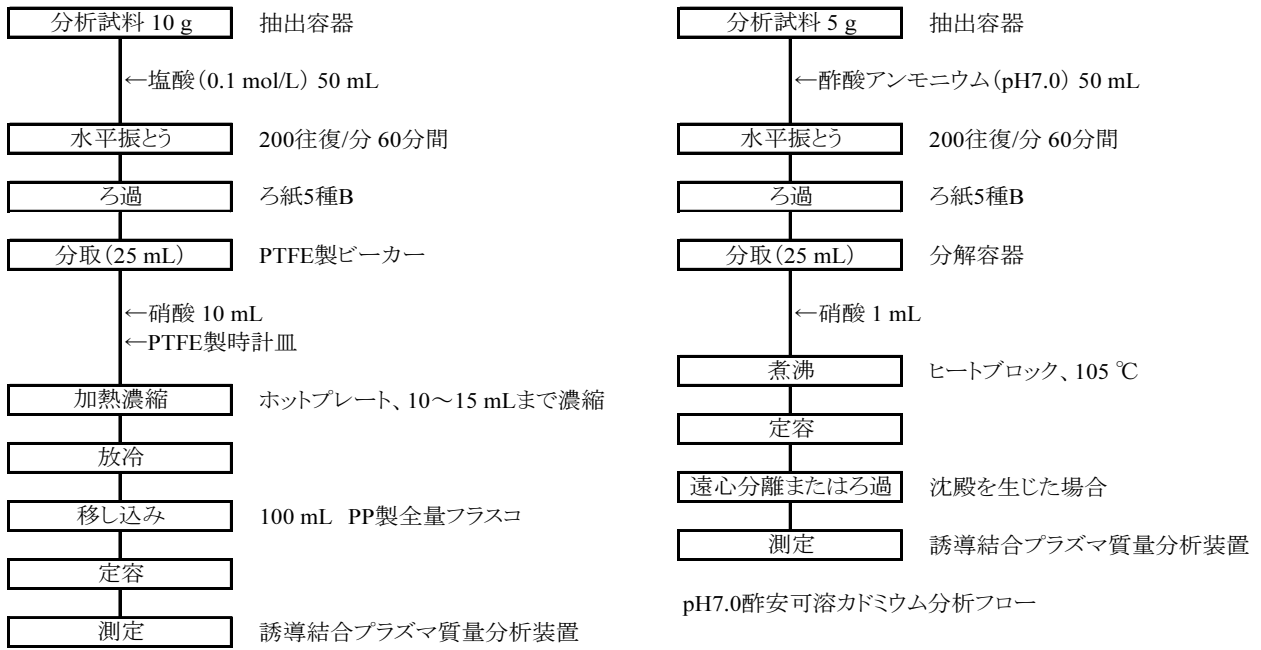 分析試料 10 g 抽出容器
←塩酸（0.1 mol/L） 50 mL
水平振とう 200往復/分 60分間
ろ過 ろ紙5種B
分取（25 mL） PTFE製ビーカー
←硝酸 10 mL
←PTFE製時計皿
加熱濃縮 ホットプレート、10～15 mLまで濃縮
放冷
移し込み 100 mL PP製全量フラスコ
定容
測定 誘導結合プラズマ質量分析装置
分析試料 5 g 抽出容器
←酢酸アンモニウム（pH7.0） 50 mL
水平振とう 200往復/分 60分間
ろ過 ろ紙5種B
分取（25 mL） 分解容器
←硝酸 1 mL
煮沸 ヒートブロック、105 ℃
定容
遠心分離またはろ過 沈殿を生じた場合
測定 誘導結合プラズマ質量分析装置
pH7.0酢安可溶カドミウム分析フロー